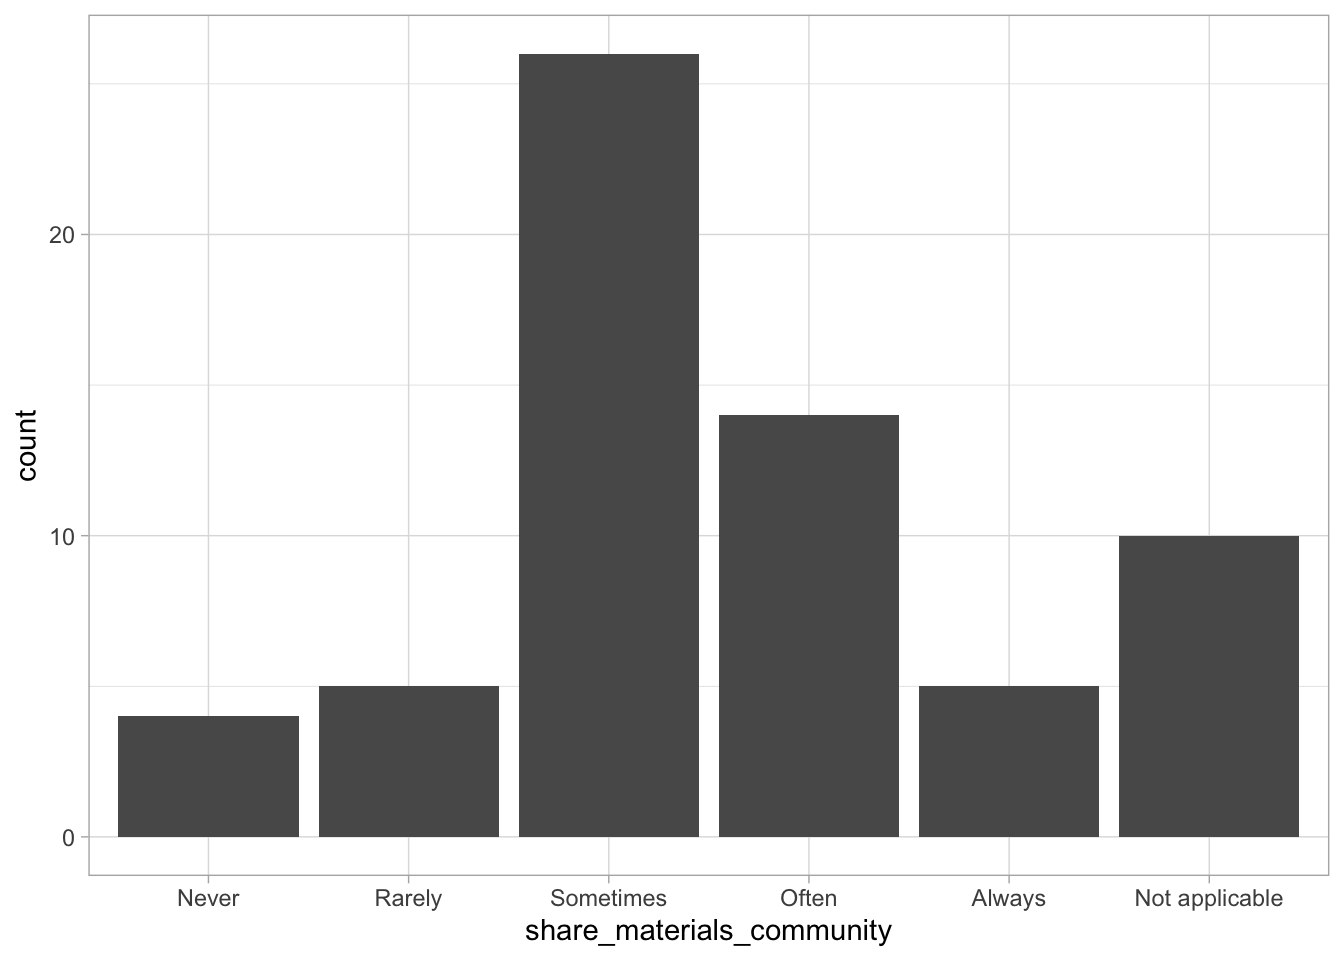 count
20
10
0
Never Rarely Sometimes Often Always Not applicable
share_materials_community